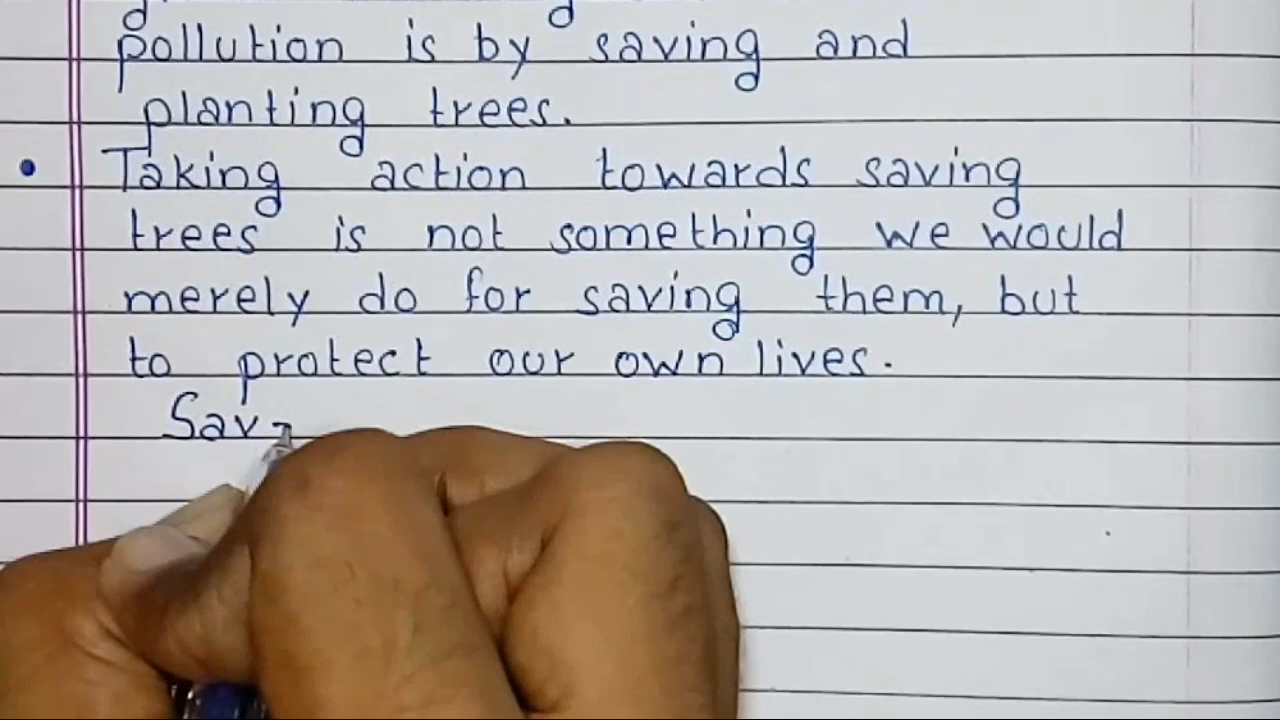 pollution is by saving and
planting trees.
• Taking action towards saving
trees is not something we would
merely do for saving them, but
to protect our own lives.
Sav